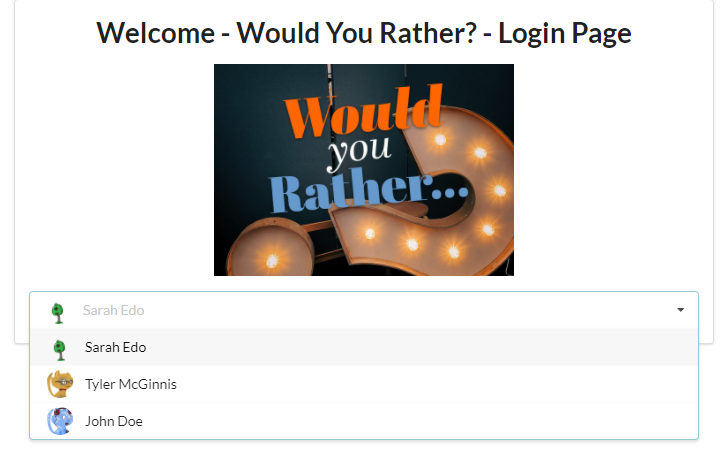 Welcome - Would You Rather? - Login Page
Would
you
Rather...
Sarah Edo
Sarah Edo
Tyler McGinnis
John Doe